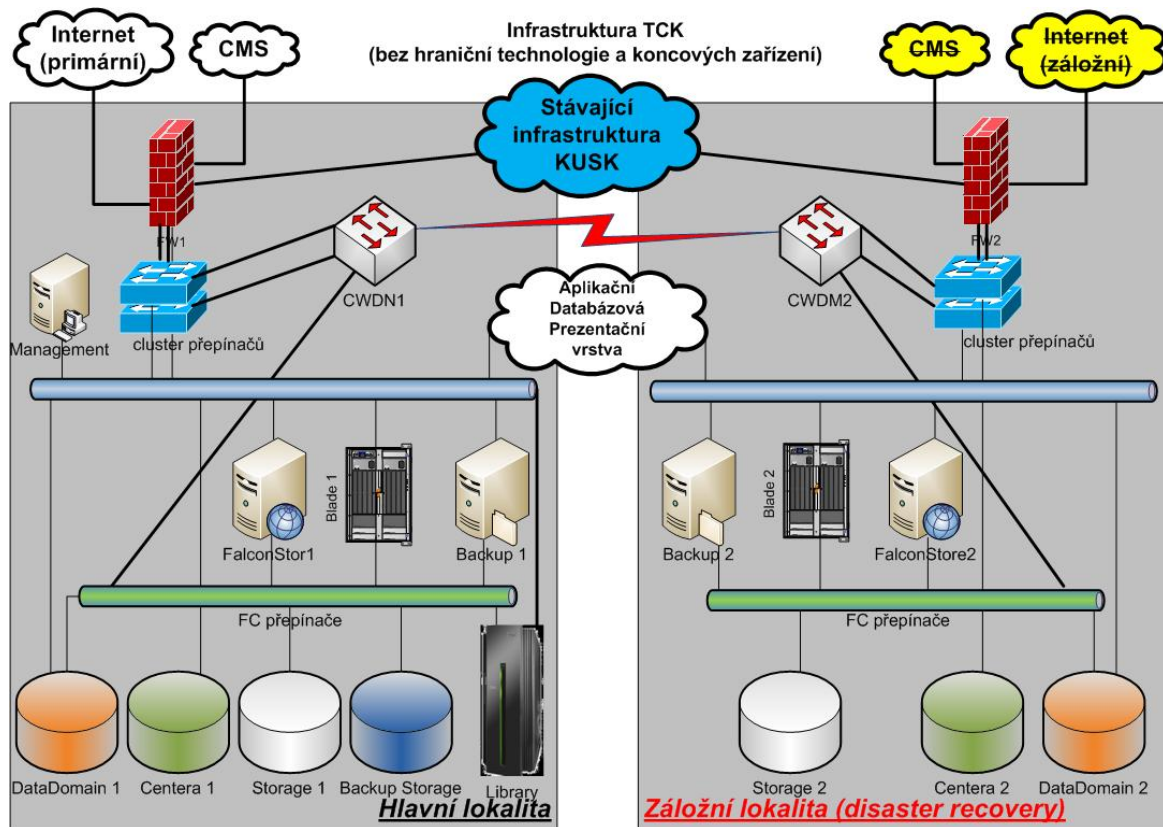 Internet
(primární)
CMS
Infrastruktura TCK
(bez hraniční technologie a koncových zařízení)
CMS
Internet
(záložní)
Stávající
infrastruktura
KUSK
FW1
FW2
CWDN1
CWDM2
Management
cluster přepínačů
Aplikační
Databázová
Prezentační
vrstva
cluster přepínačů
FalconStor1
Blade 1
Backup 1
Backup 2
Blade 2
FalconStore2
FC přepínače
FC přepínače
DataDomain 1
Centera 1
Storage 1
Backup Storage
Library
Storage 2
Centera 2
DataDomain 2
Hlavní lokalita
Záložní lokalita (disaster recovery)